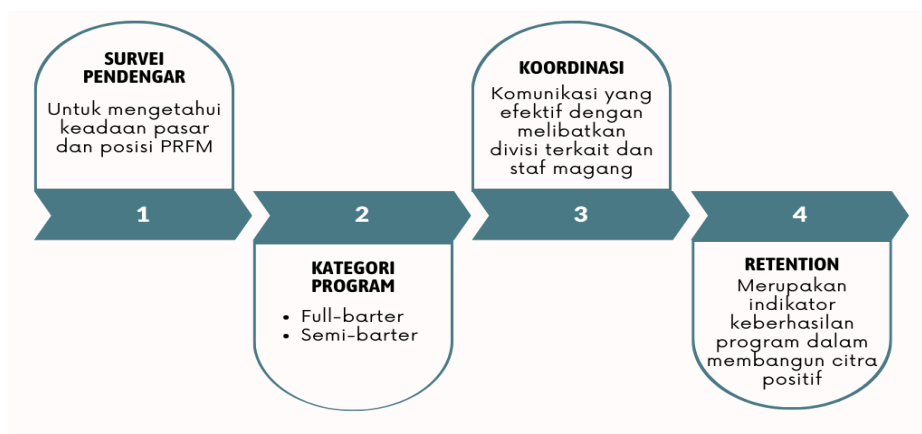 SURVEI
PENDENGAR
Untuk mengetahui
keadaan pasar
dan posisi PRFM
1
2
KATEGORI
PROGRAM
• Full-barter
• Semi-barter
KOORDINASI
Komunikasi yang
efektif dengan
melibatkan
divisi terkait dan
staf magang
3
4
RETENTION
Merupakan
indikator
keberhasilan
program dalam
membangun citra
positif